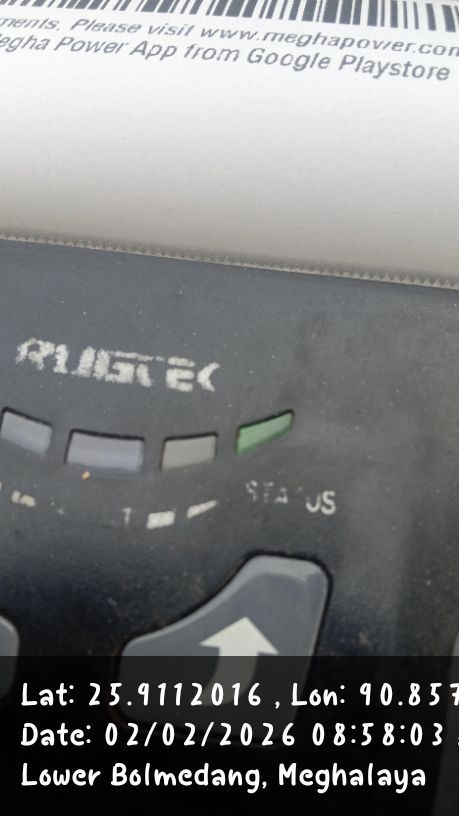 ments. Please visit www.meghapower.com
egha Power App from Google Playstore
RUGTEK
STATUS
Lat: 25.9112016 , Lon: 90.857
Date: 02/02/2026 08:58:03
Lower Bolmedang, Meghalaya